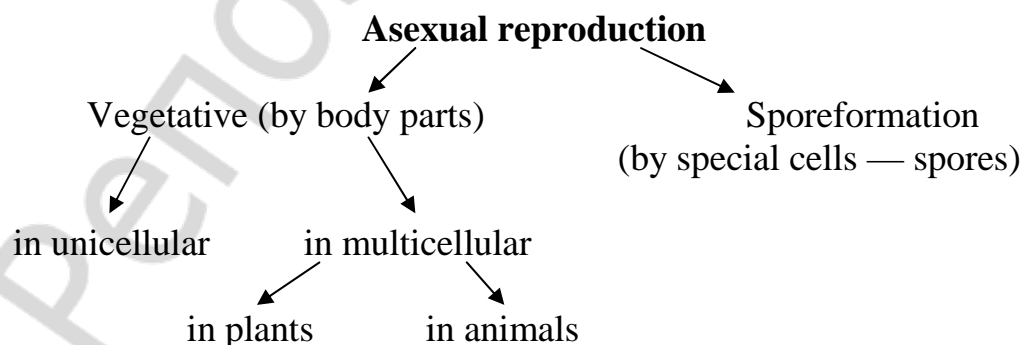 Asexual reproduction
Vegetative (by body parts)
Sporeformation
(by special cells — spores)
in unicellular
in multicellular
in plants
in animals
Репо